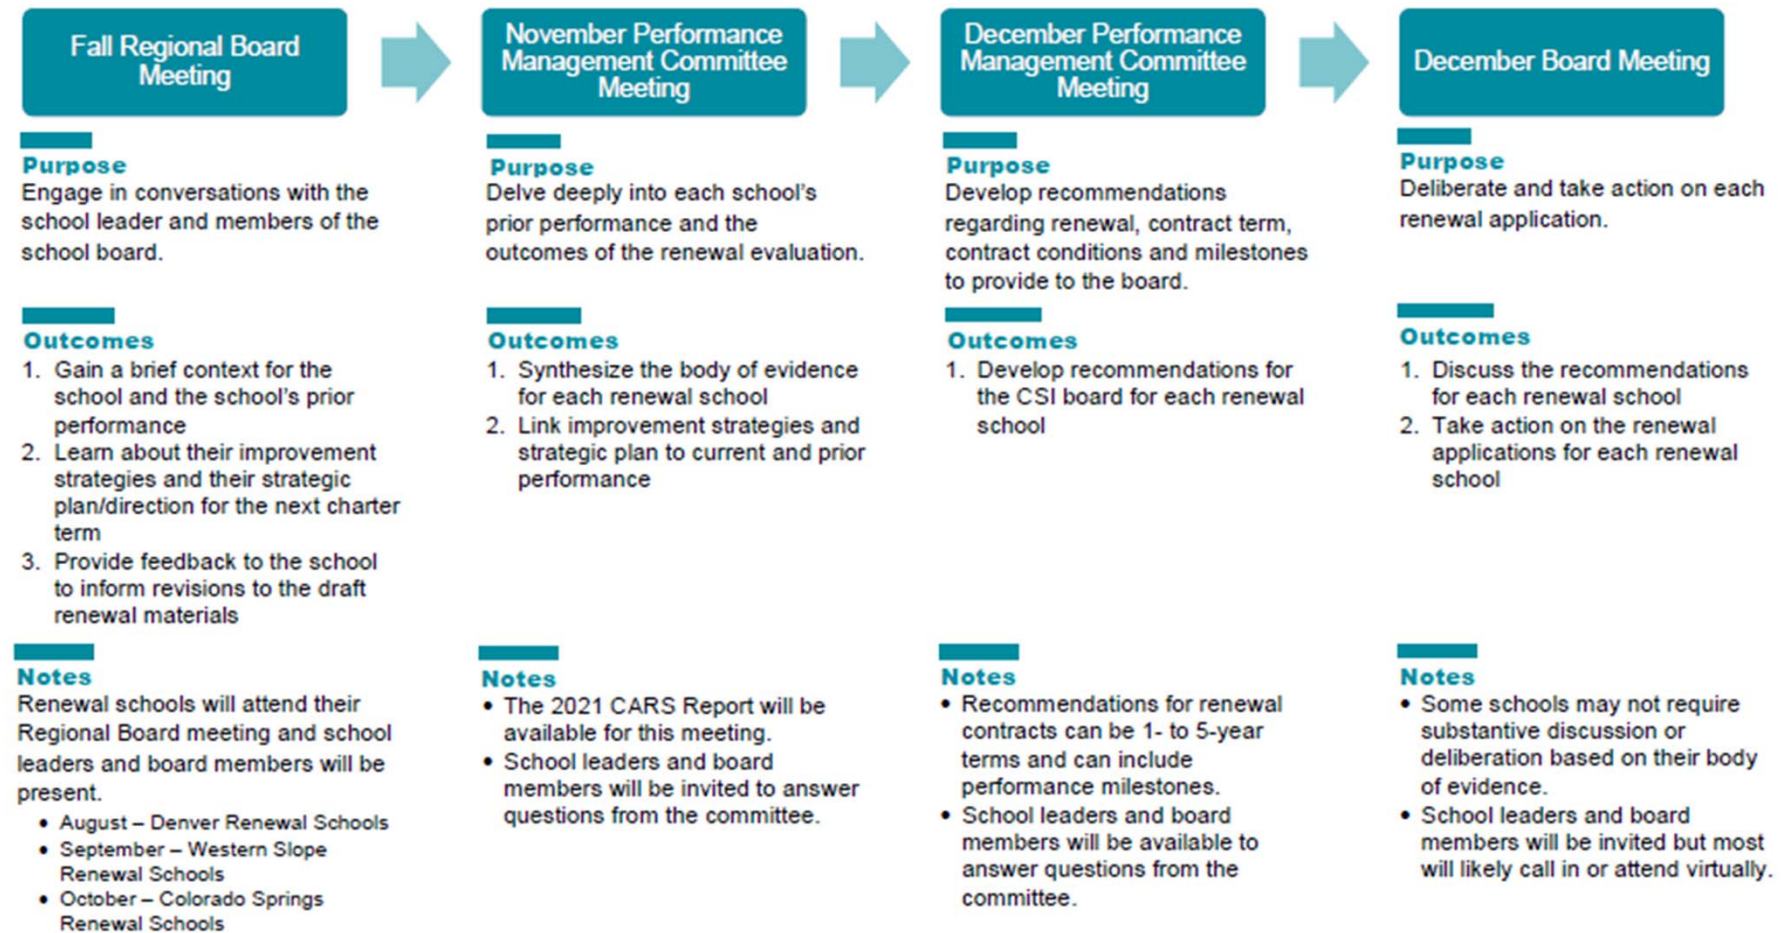 Fall Regional Board
Meeting
November Performance
Management Committee
Meeting
December Performance
Management Committee
Meeting
December Board Meeting
Purpose
Engage in conversations with the
school leader and members of the
school board.
Purpose
Delve deeply into each school's
prior performance and the
outcomes of the renewal evaluation.
Purpose
Develop recommendations
regarding renewal, contract term,
contract conditions and milestones
to provide to the board.
Purpose
Deliberate and take action on each
renewal application.
Outcomes
1. Gain a brief context for the
school and the school's prior
performance
2. Learn about their improvement
strategies and their strategic
plan/direction for the next charter
term
3. Provide feedback to the school
to inform revisions to the draft
renewal materials
Outcomes
1. Synthesize the body of evidence
for each renewal school
2. Link improvement strategies and
strategic plan to current and prior
performance
Outcomes
1. Develop recommendations for
the CSI board for each renewal
school
Outcomes
1. Discuss the recommendations
for each renewal school
2. Take action on the renewal
applications for each renewal
school
Notes
Renewal schools will attend their
Regional Board meeting and school
leaders and board members will be
present.
• August – Denver Renewal Schools
• September – Western Slope
Renewal Schools
• October – Colorado Springs
Renewal Schools
Notes
• The 2021 CARS Report will be
available for this meeting.
• School leaders and board
members will be invited to answer
questions from the committee.
Notes
• Recommendations for renewal
contracts can be 1- to 5-year
terms and can include
performance milestones.
• School leaders and board
members will be available to
answer questions from the
committee.
Notes
• Some schools may not require
substantive discussion or
deliberation based on their body
of evidence.
• School leaders and board
members will be invited but most
will likely call in or attend virtually.